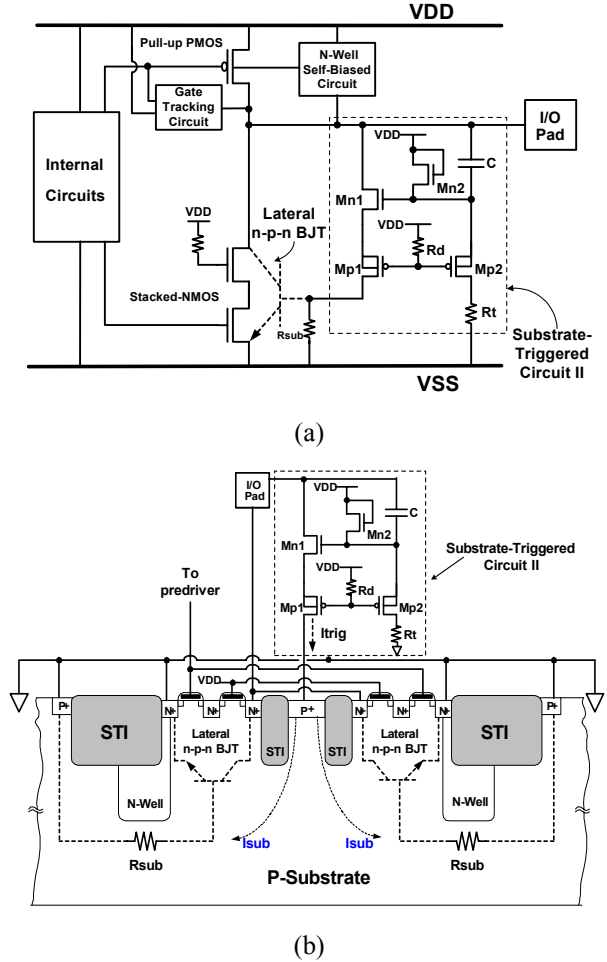 VDD
Pull-up PMOS
N-Well
Self-Biased
Circuit
Gate
Tracking
Circuit
I/O
Pad
Internal
Circuits
VDD
C
Mn2
Mn1
VDD
Lateral
n-p-n BJT
VDD
Rd
Mp1
Mp2
Stacked-NMOS
Rsub
Rt
Substrate-
Triggered
Circuit II
VSS
(a)
I/O
Pad
VDD
C
Mn2
Mn1
Substrate-Triggered
Circuit II
VDD
Rd
To
predriver
Mp1
Mp2
Itrig
Rt
VDD
P+
STI
N+
N+
N+
STI
P+
STI
N+
N+
N+
STI
P+
Lateral
n-p-n BJT
Lateral
n-p-n BJT
N-Well
N-Well
Isub
Isub
Rsub
Rsub
P-Substrate
(b)